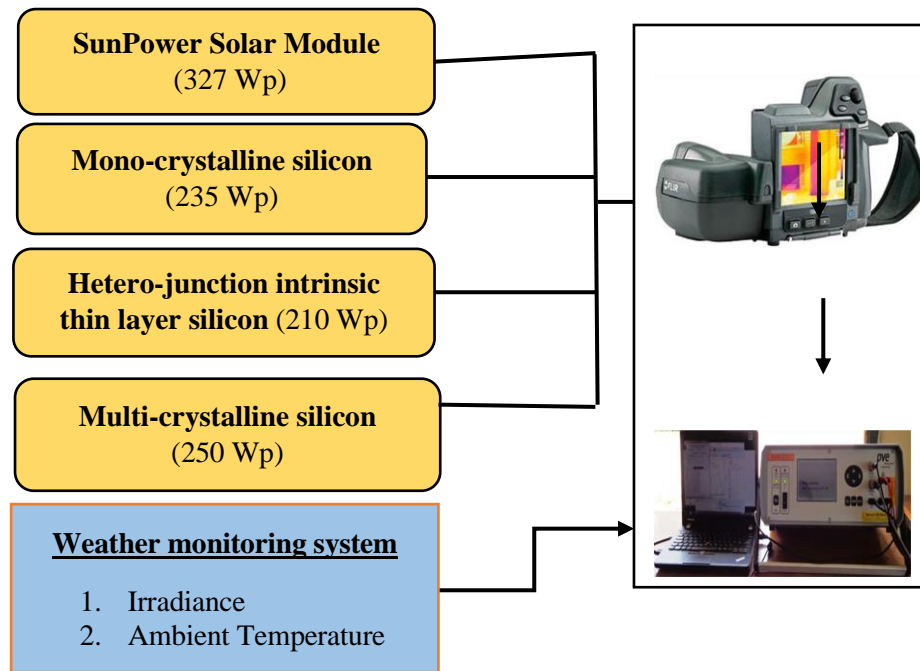 SunPower Solar Module
(327 Wp)
Mono-crystalline silicon
(235 Wp)
Hetero-junction intrinsic
thin layer silicon (210 Wp)
Multi-crystalline silicon
(250 Wp)
Weather monitoring system
1. Irradiance
2. Ambient Temperature
FLIR
pve